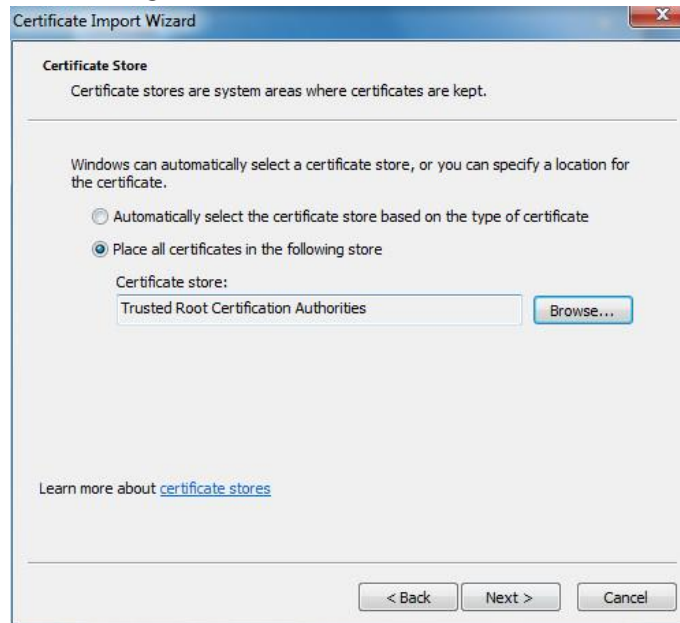 Certificate Import Wizard
Certificate Store
Certificate stores are system areas where certificates are kept.
Windows can automatically select a certificate store, or you can specify a location for
the certificate.
Automatically select the certificate store based on the type of certificate
Place all certificates in the following store
Certificate store:
Trusted Root Certification Authorities
Browse...
Learn more about certificate stores
< Back
Next >
Cancel